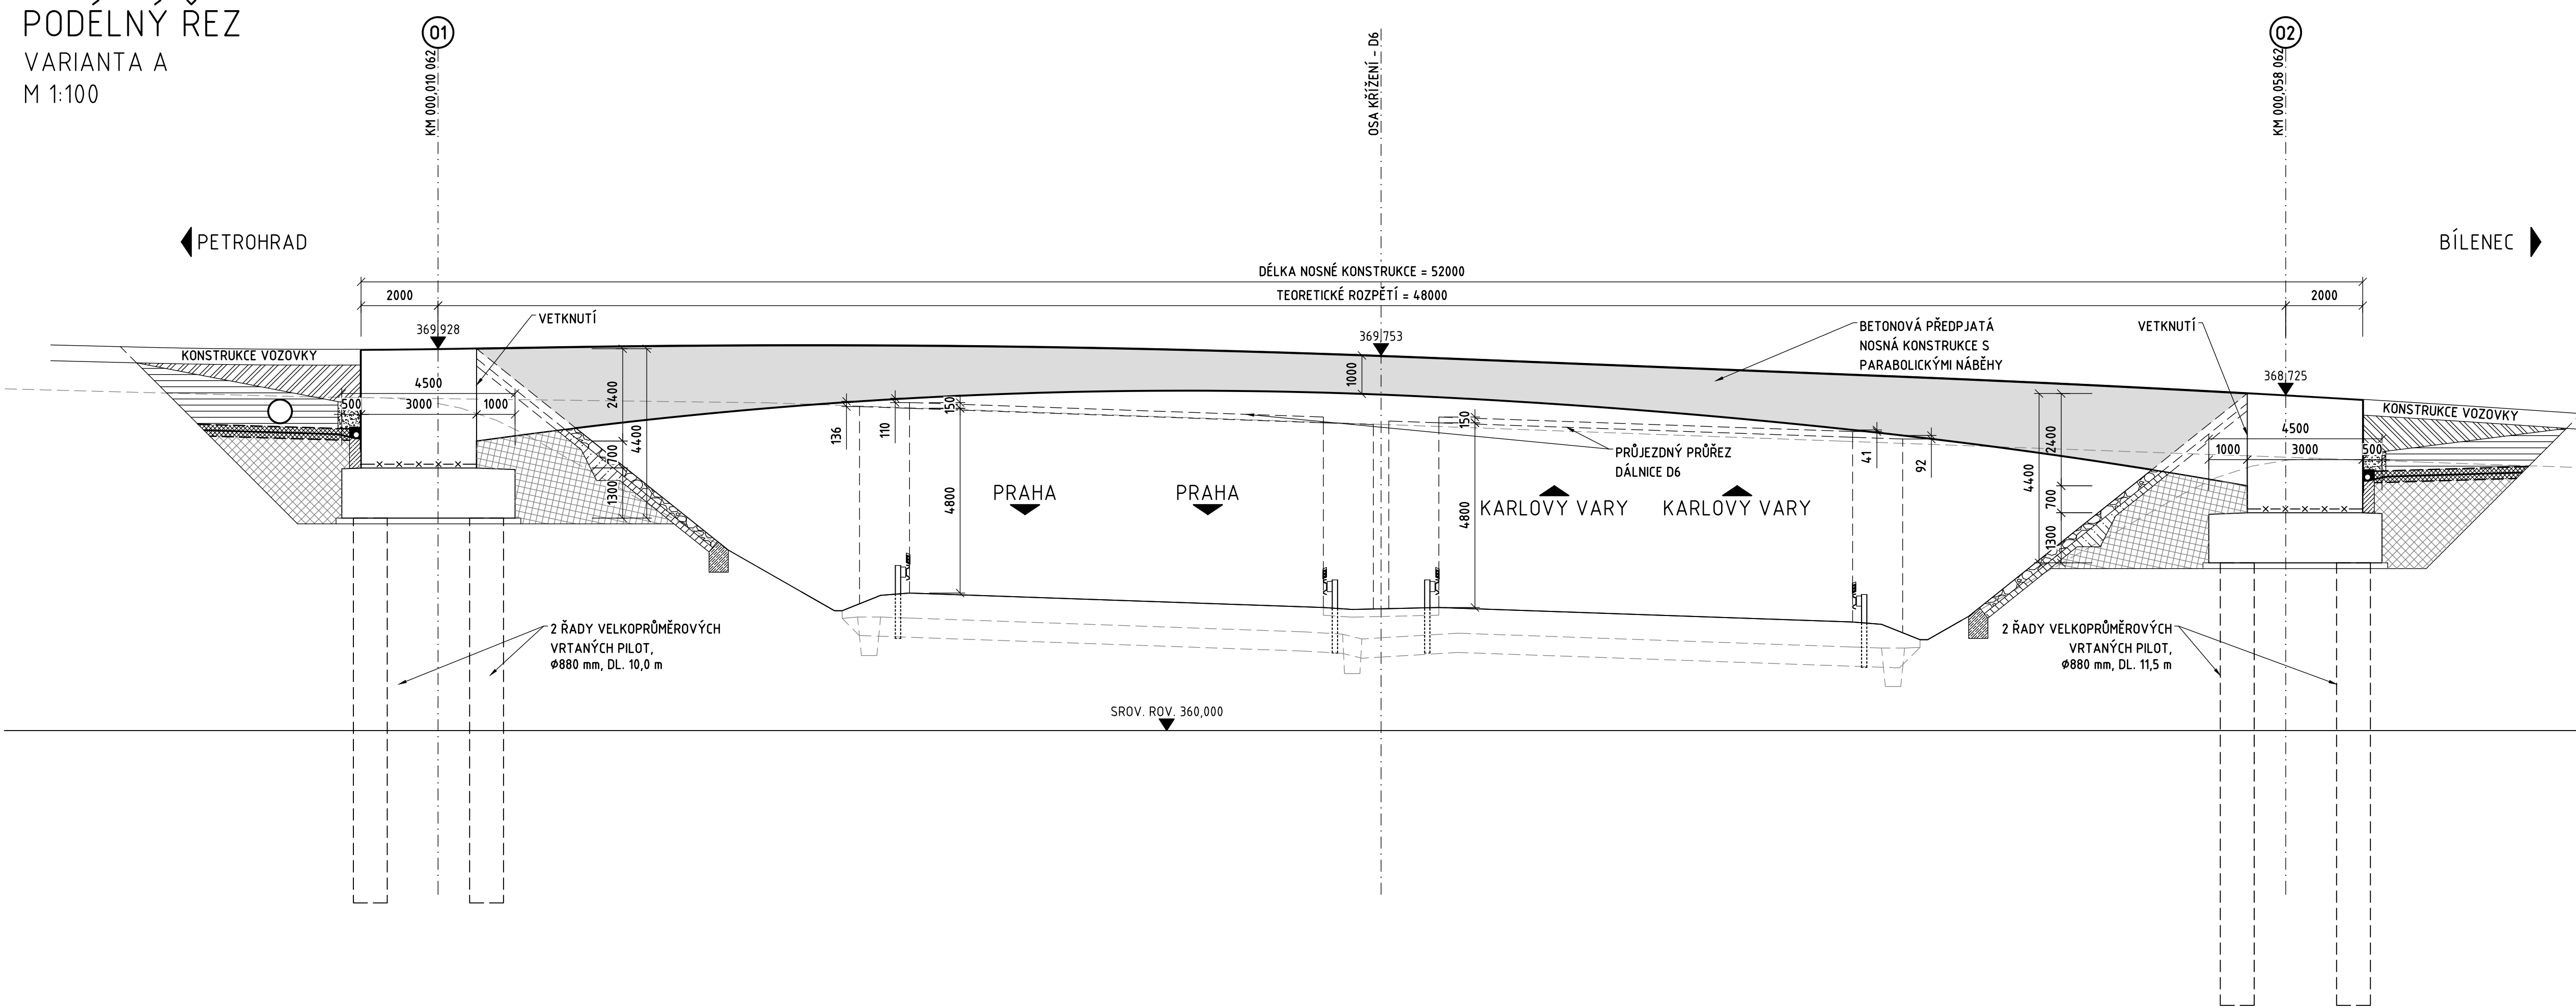 PODÉLNÝ ŘEZ
VARIANTA A
M 1:100
01
KM 000,010 062
OSA KŘÍŽENÍ - D6
02
KM 000,058 062
PETROHRAD
BÍLENEC
DÉLKA NOSNÉ KONSTRUKCE = 52000
2000
TEORETICKÉ ROZPĚTÍ = 48000
2000
VETKNUTÍ
369,928
369,753
BETONOVÁ PŘEDPJATÁ
NOSNÁ KONSTRUKCE S
PARABOLICKÝMI NÁBĚHY
VETKNUTÍ
368,725
KONSTRUKCE VOZOVKY
4500
500
3000
1000
2400
4400
700
1300
136
110
150
4800
1000
150
4800
PRŮJEZDNÝ PRŮŘEZ
DÁLNICE D6
41
92
PRAHA
PRAHA
KARLOVY VARY
KARLOVY VARY
2400
4400
700
1300
KONSTRUKCE VOZOVKY
4500
1000
3000
500
2 ŘADY VELKOPRŮMĚROVÝCH
VRTANÝCH PILOT,
Ø880 mm, DL. 10,0 m
2 ŘADY VELKOPRŮMĚROVÝCH
VRTANÝCH PILOT,
Ø880 mm, DL. 11,5 m
SROV. ROV. 360,000